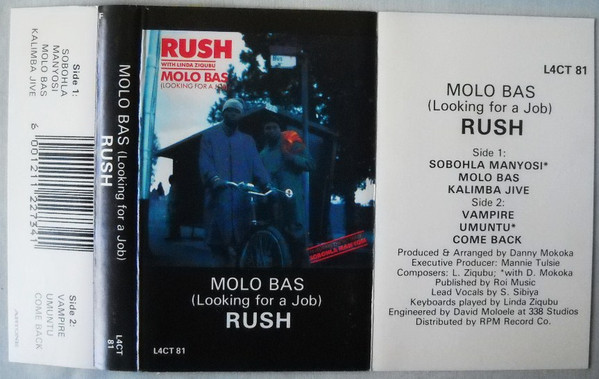 Side 1:
SOBOHLA
MANYOSI
MOLO BAS
KALIMBA JIVE
6 001211 227341
Side 2:
VAMPIRE
UMUNTU
COME BACK
MOLO BAS (Looking for a Job)
RUSH
L4CT
81
RUSH
WITH LINDA ZIQUBU
MOLO BAS
(LOOKING FOR A JOB)
SOBOHLA MANYOSI
MOLO BAS
(Looking for a Job)
RUSH
L4CT 81
L4CT 81
MOLO BAS
(Looking for a Job)
RUSH
Side 1:
SOBOHLA MANYOSI*
MOLO BAS
KALIMBA JIVE
Side 2:
VAMPIRE
UMUNTU*
COME BACK
Produced & Arranged by Danny Mokoka
Executive Producer: Mannie Tulsie
Composers: L. Ziqubu; *with D. Mokoka
Published by Roi Music
Lead Vocals by S. Sibiya
Keyboards played by Linda Ziqubu
Engineered by David Moloele at 338 Studios
Distributed by RPM Record Co.